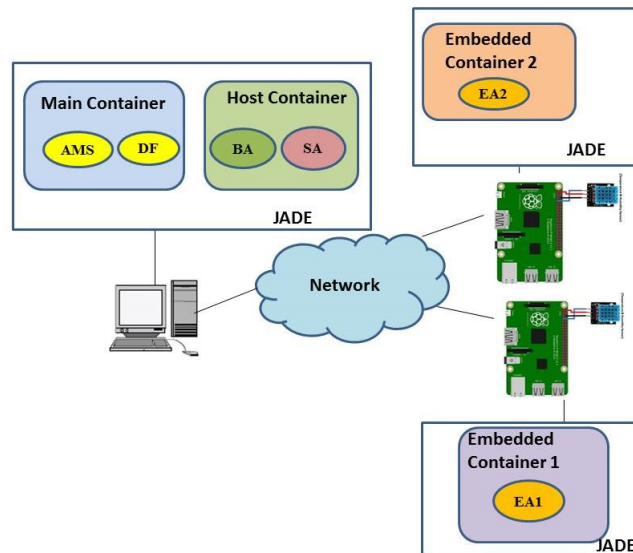 Embedded
Container 2
EA2
JADE
Main Container
AMS
DF
Host Container
BA
SA
JADE
Network
Embedded
Container 1
EA1
JADE